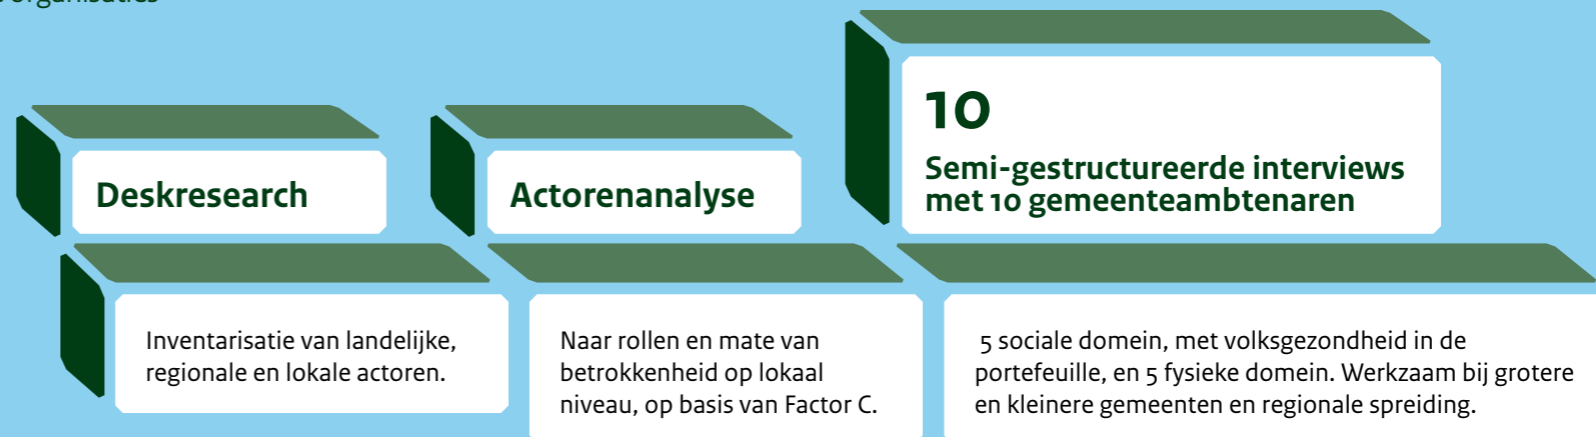 organisaties
Deskresearch
Inventarisatie van landelijke,
regionale en lokale actoren.
Actorenanalyse
Naar rollen en mate van
betrokkenheid op lokaal
niveau, op basis van Factor C.
10
Semi-gestructureerde interviews
met 10 gemeenteambtenaren
5 sociale domein, met volksgezondheid in de
portefeuille, en 5 fysieke domein. Werkzaam bij grotere
en kleinere gemeenten en regionale spreiding.